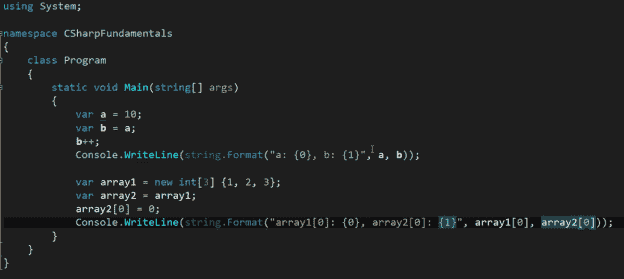 using System;
namespace CSharpFundamentals
{
class Program
{
static void Main(string[] args)
{
var a = 10;
var b = a;
b++;
Console.WriteLine(string.Format("a: {0}, b: {1}", a, b));
var array1 = new int[3] {1, 2, 3};
var array2 = array1;
array2[0] = 0;
Console.WriteLine(string.Format("array1[0]: {0}, array2[0]: {1}", array1[0], array2[0]));
}
}
}